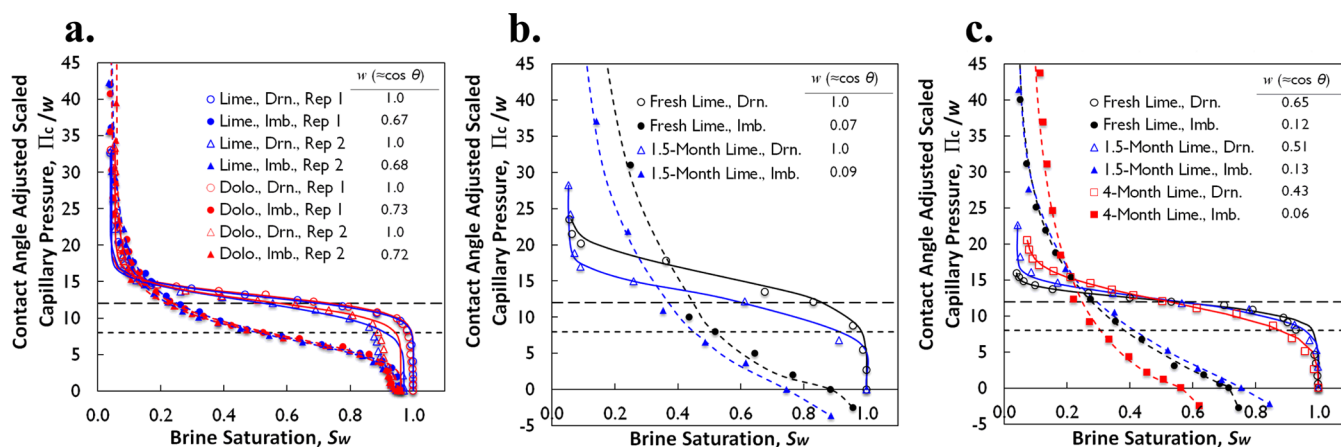 a.
Contact Angle Adjusted Scaled
Capillary Pressure, Πc /w
45
40
35
30
25
20
15
10
5
0
w (≈cos θ)
Lime., Drn., Rep 1 1.0
Lime., Imb., Rep 1 0.67
Lime., Drn., Rep 2 1.0
Lime., Imb., Rep 2 0.68
Dolo., Drn., Rep 1 1.0
Dolo., Imb., Rep 1 0.73
Dolo., Drn., Rep 2 1.0
Dolo., Imb., Rep 2 0.72
0.0 0.2 0.4 0.6 0.8 1.0
Brine Saturation, Sw
b.
Contact Angle Adjusted Scaled
Capillary Pressure, Πc /w
45
40
35
30
25
20
15
10
5
0
-5
w (≈cos θ)
Fresh Lime., Drn. 1.0
Fresh Lime., Imb. 0.07
1.5-Month Lime., Drn. 1.0
1.5-Month Lime., Imb. 0.09
0.0 0.2 0.4 0.6 0.8 1.0
Brine Saturation, Sw
c.
Contact Angle Adjusted Scaled
Capillary Pressure, Πc /w
45
40
35
30
25
20
15
10
5
0
-5
w (≈cos θ)
Fresh Lime., Drn. 0.65
Fresh Lime., Imb. 0.12
1.5-Month Lime., Drn. 0.51
1.5-Month Lime., Imb. 0.13
4-Month Lime., Drn. 0.43
4-Month Lime., Imb. 0.06
0.0 0.2 0.4 0.6 0.8 1.0
Brine Saturation, Sw